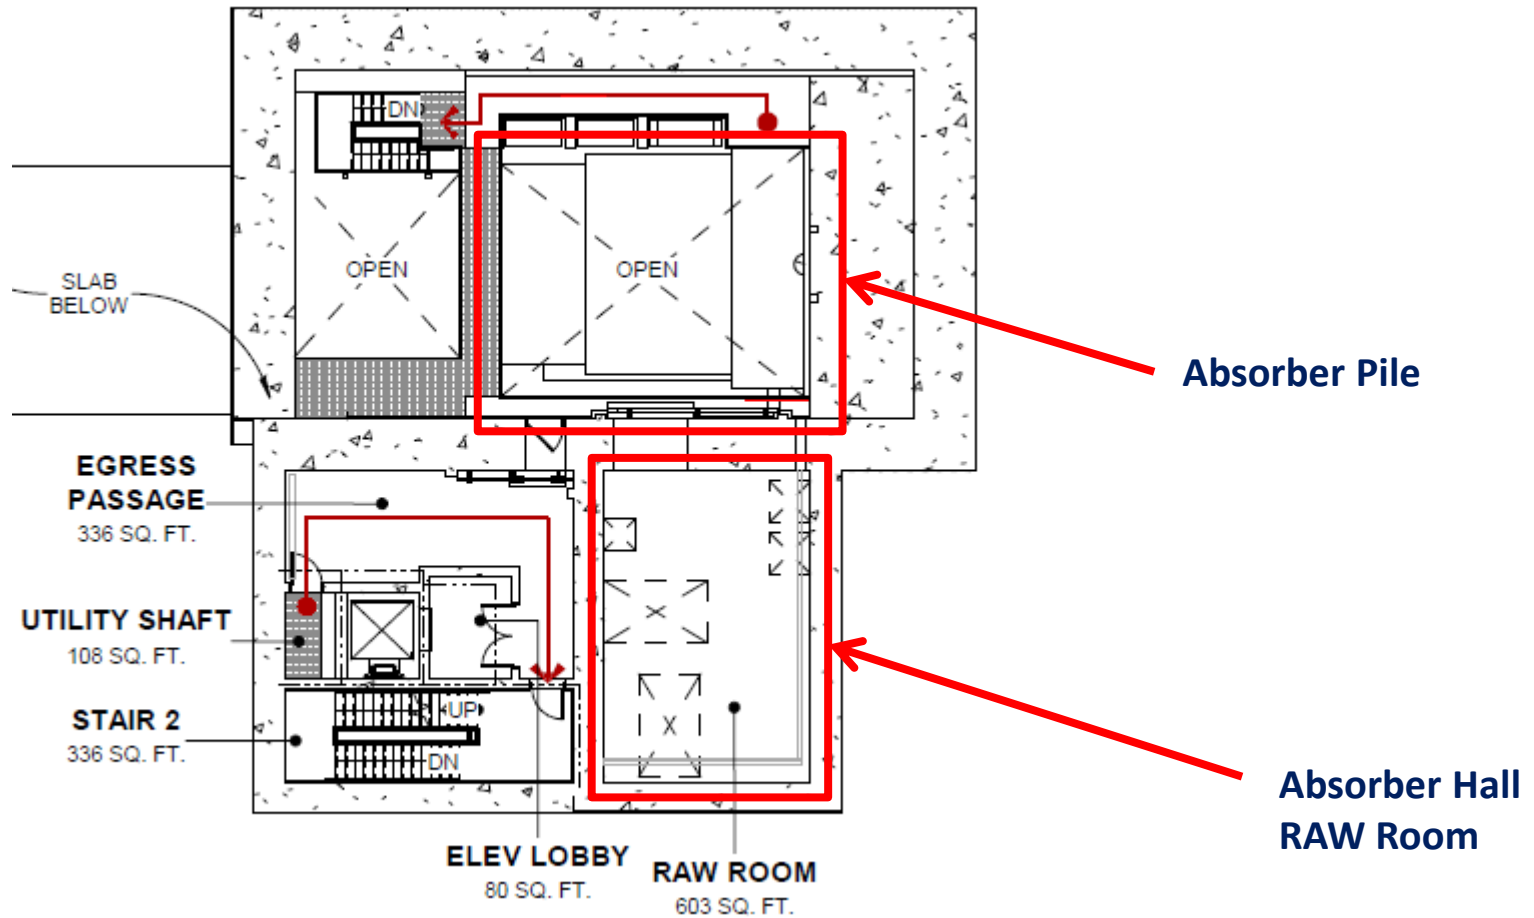 DN
OPEN
OPEN
SLAB
BELOW
Absorber Pile
EGRESS
PASSAGE
336 SQ. FT.
UTILITY SHAFT
108 SQ. FT.
UP
STAIR 2
336 SQ. FT.
DN
Absorber Hall
RAW Room
ELEV LOBBY
80 SQ. FT.
RAW ROOM
603 SQ. FT.